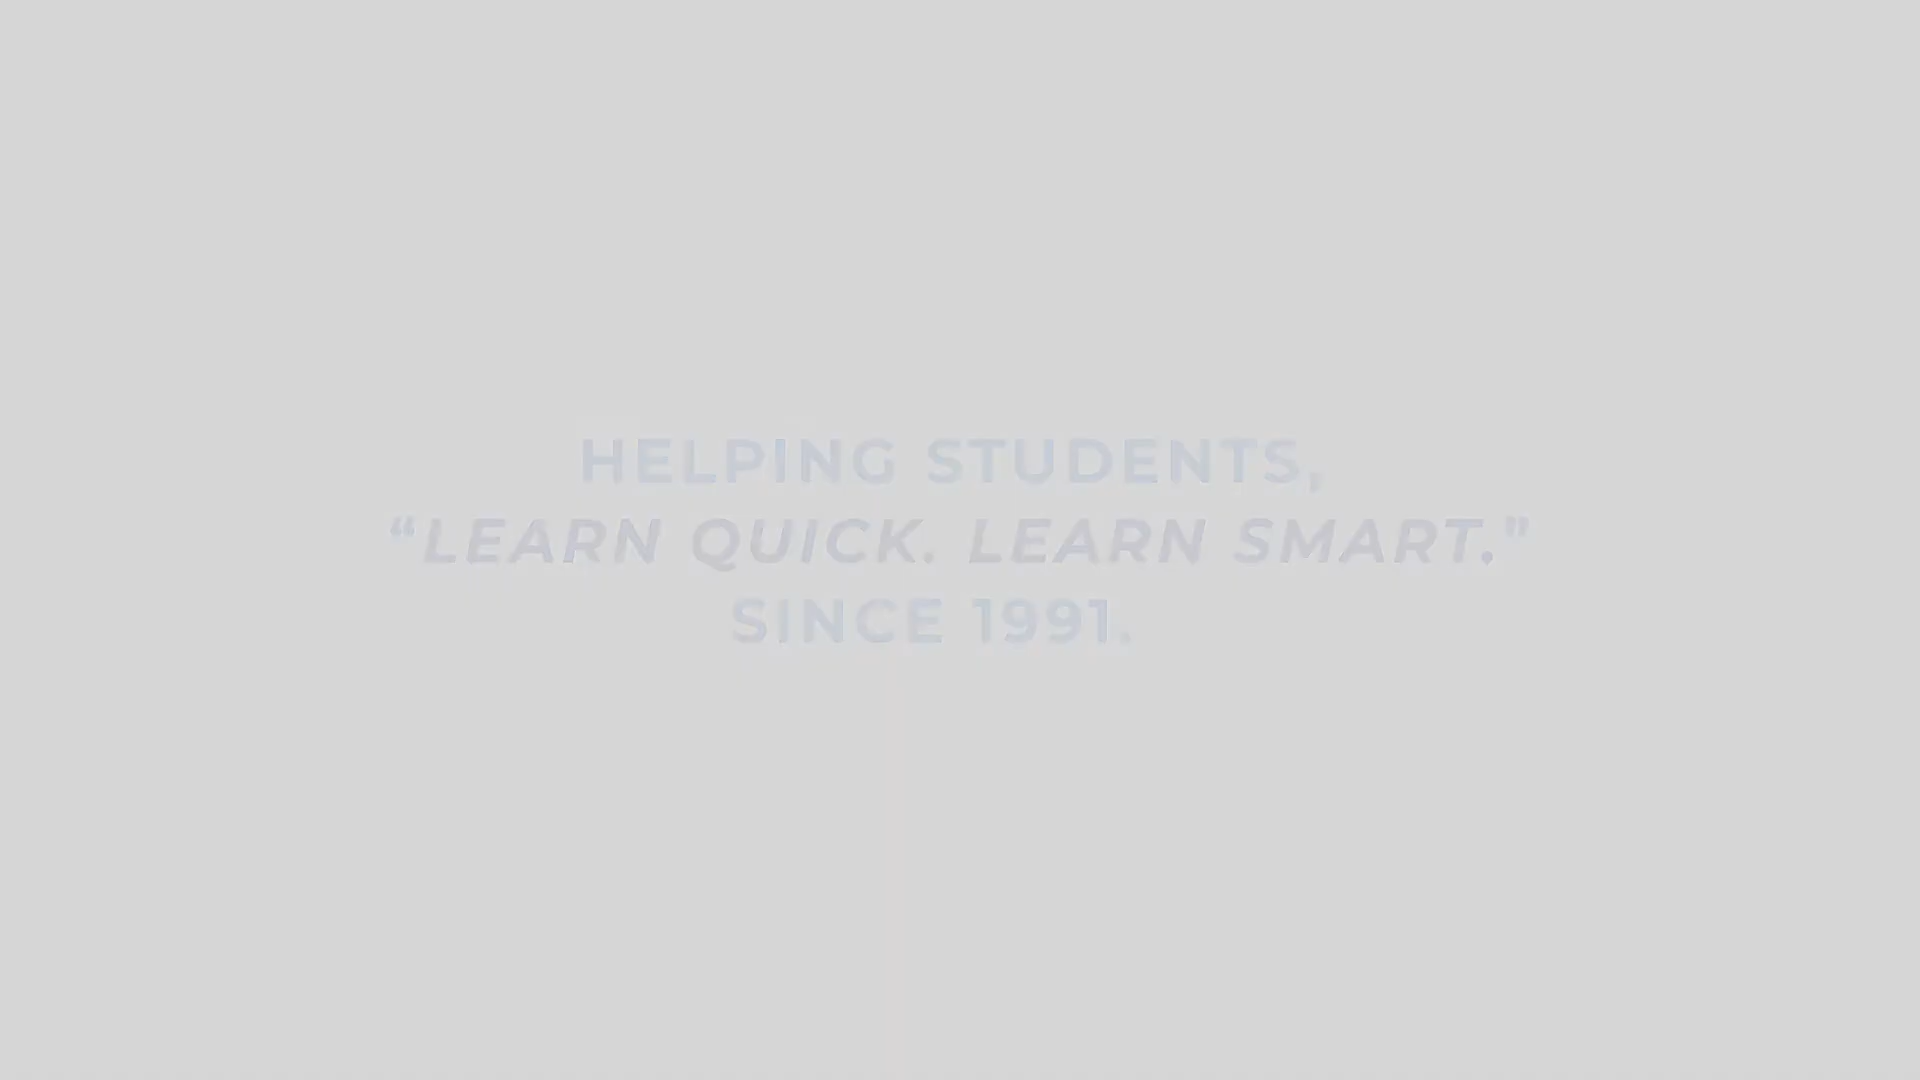 HELPING STUDENTS,
“LEARN QUICK. LEARN SMART.”
SINCE 1991.